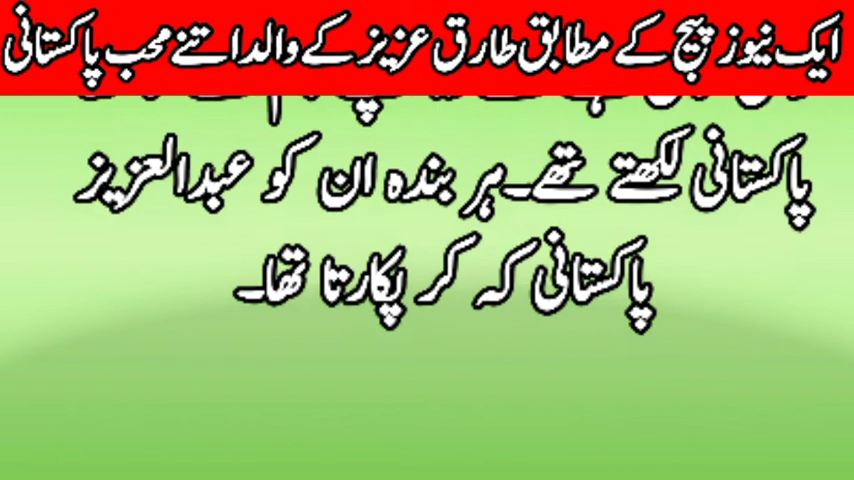 ایک نیوز پیج کے مطابق طارق عزیز کے والد اتنے محب پاکستانی
پاکستانی لکھتے تھے۔ ہر بندہ ان کو عبدالعزیز
پاکستانی کہ کر پکارتا تھا۔